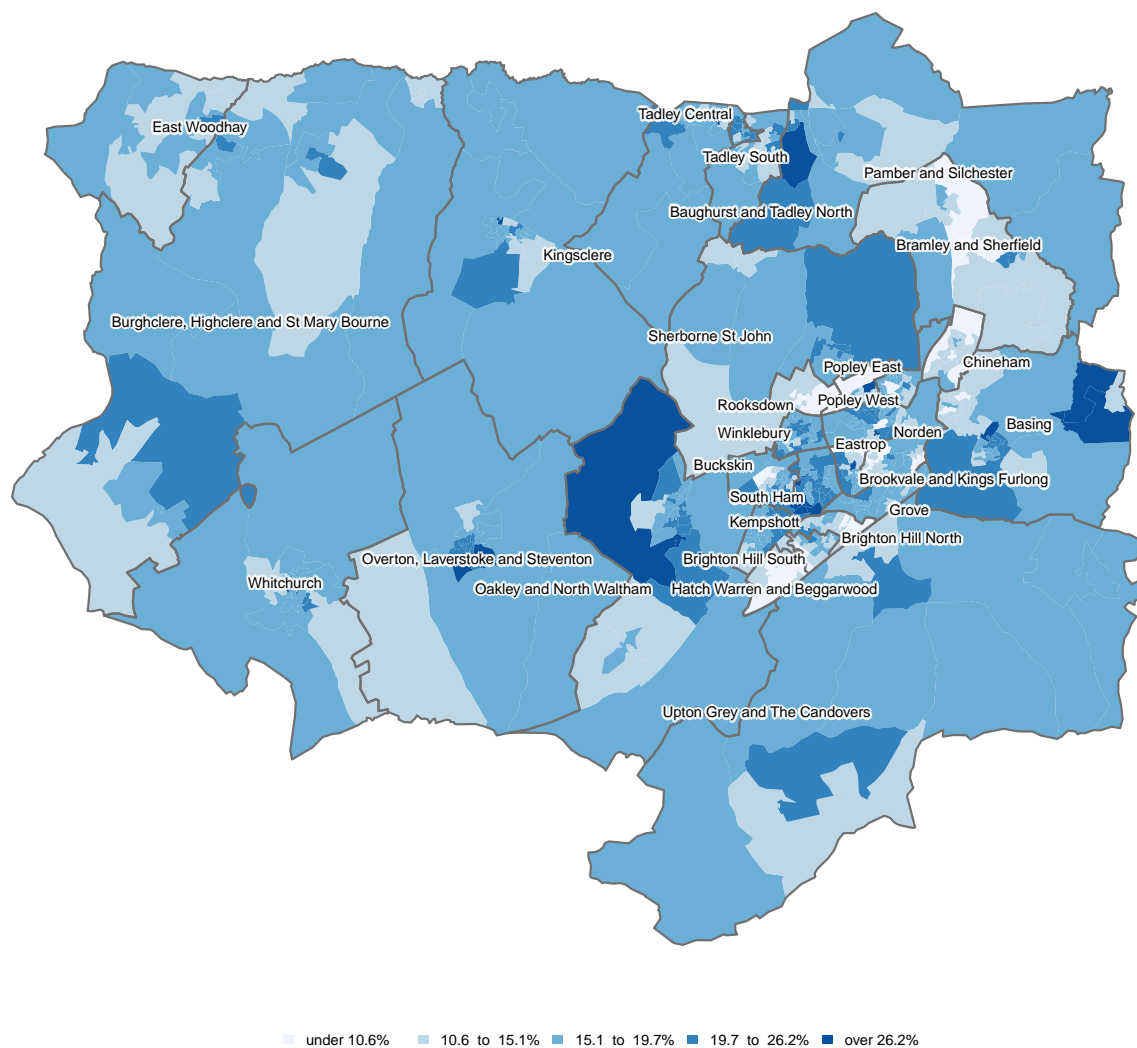 Tadley Central
East Woodhay
Tadley South
Pamber and Silchester
Baughurst and Tadley North
Bramley and Sherfield
Kingsclere
Burghclere, Highclere and St Mary Bourne
Sherborne St John
Chineham
Popley East
Popley West
Rooksdown
Basing
Winklebury
Norden
Eastrop
Buckskin
Brookvale and Kings Furlong
South Ham
Grove
Kempshott
Brighton Hill North
Overton, Laverstoke and Steventon
Brighton Hill South
Whitchurch
Oakley and North Waltham
Hatch Warren and Beggarwood
Upton Grey and The Candovers
under 10.6% 10.6 to 15.1% 15.1 to 19.7% 19.7 to 26.2% over 26.2%